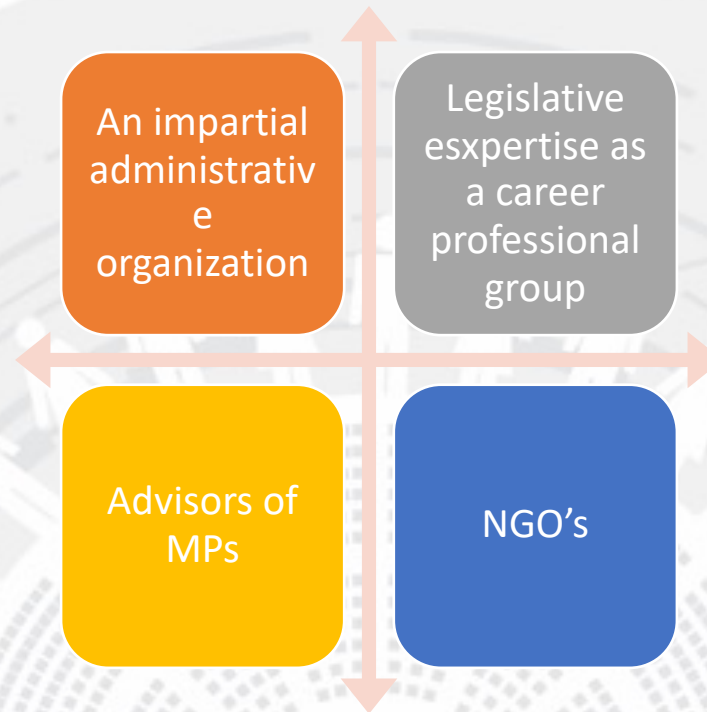 An impartial
administrativ
e
organization
Legislative
esxpertise as
a career
professional
group
Advisors of
MPs
NGO’s